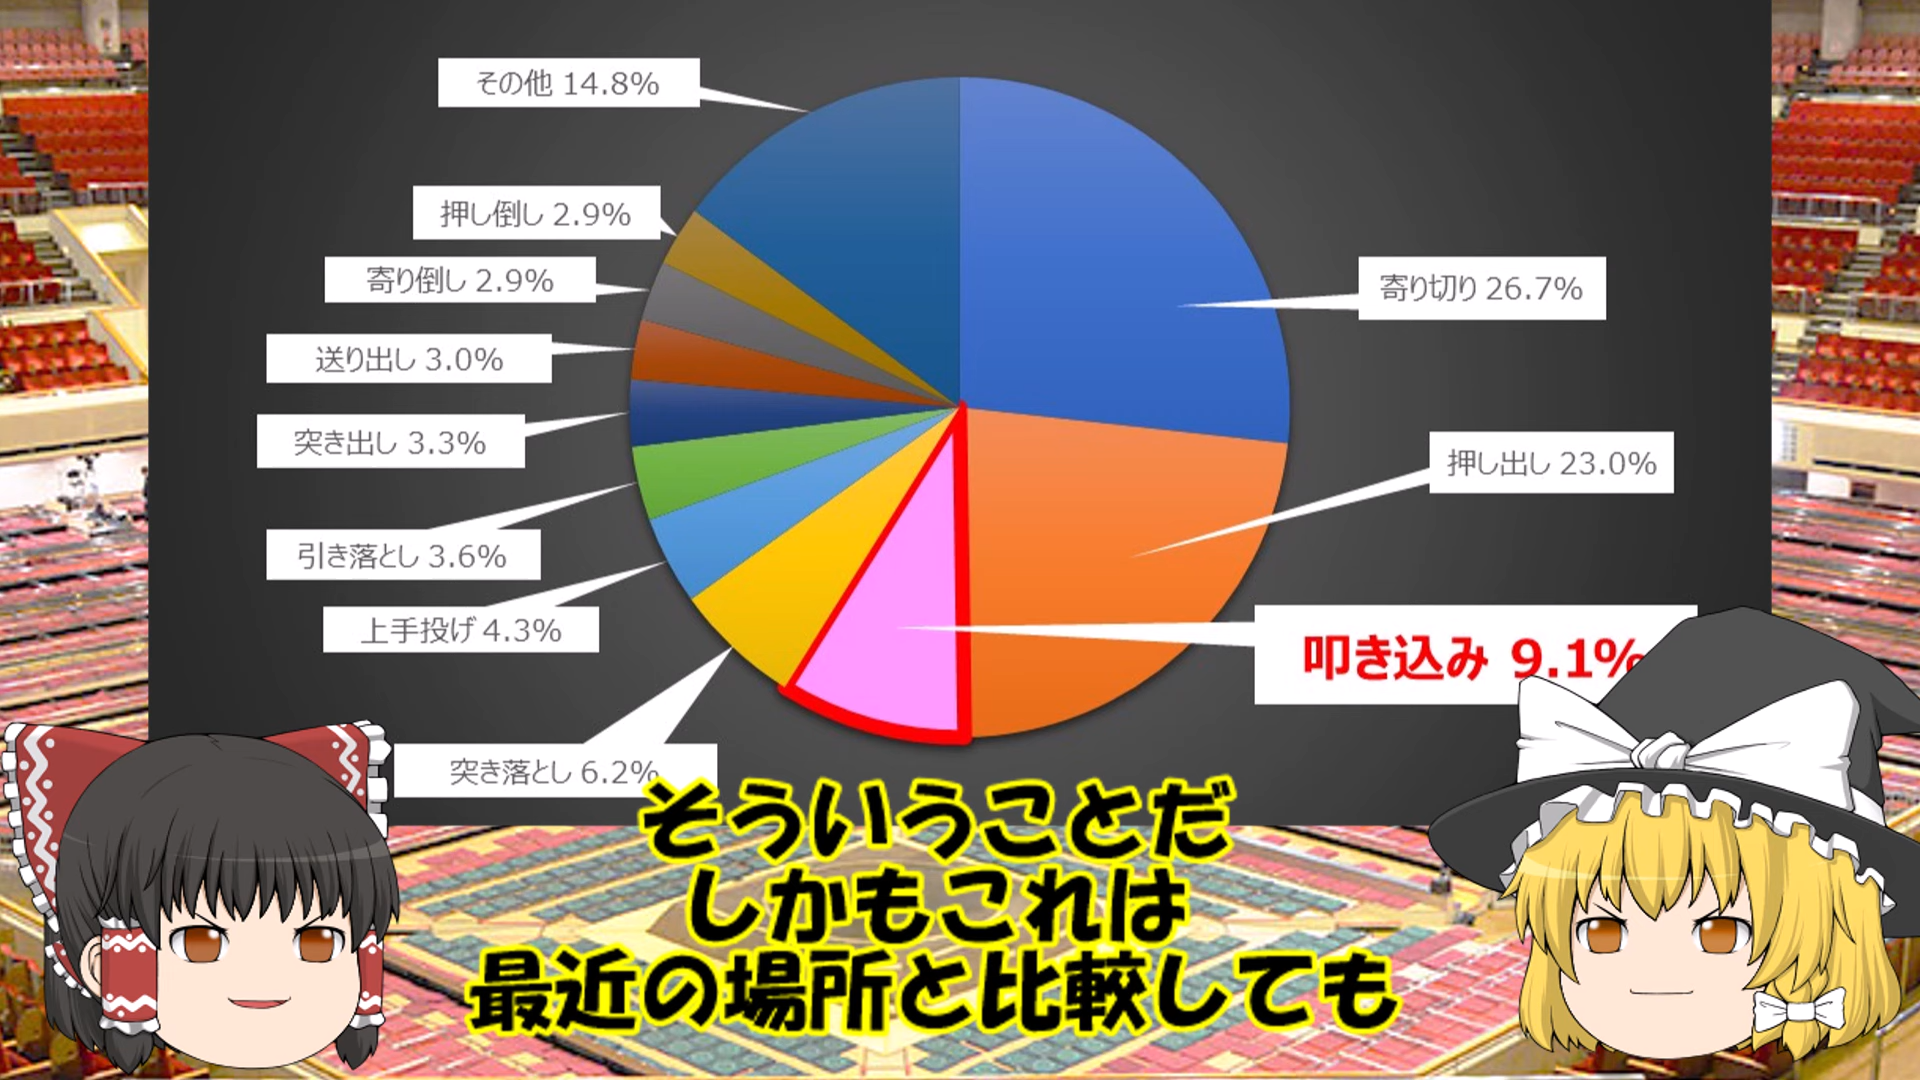 その他 14.8%
押し倒し 2.9%
寄り倒し 2.9%
送り出し 3.0%
突き出し 3.3%
引き落とし 3.6%
上手投げ 4.3%
突き落とし 6.2%
寄り切り 26.7%
押し出し 23.0%
叩き込み 9.1%
そういうことだ
しかもこれは
最近の場所と比較しても